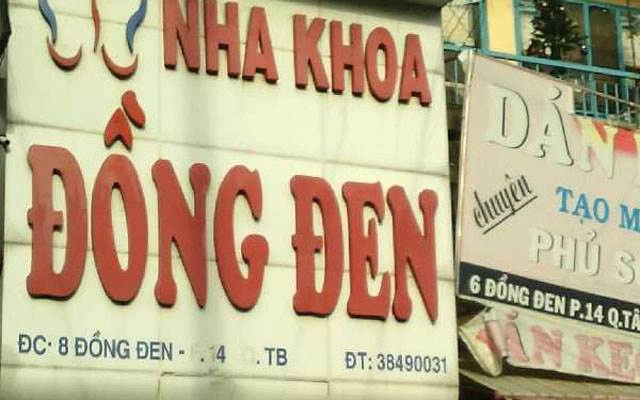 NHA KHOA
ĐỒNG ĐEN
ĐC: 8 ĐỒNG ĐEN - P.14 Q. TB ĐT: 38490031
DÁN
chuyên
TẠO M
PHỦ S
6 ĐỒNG ĐEN P.14 Q.TÂ